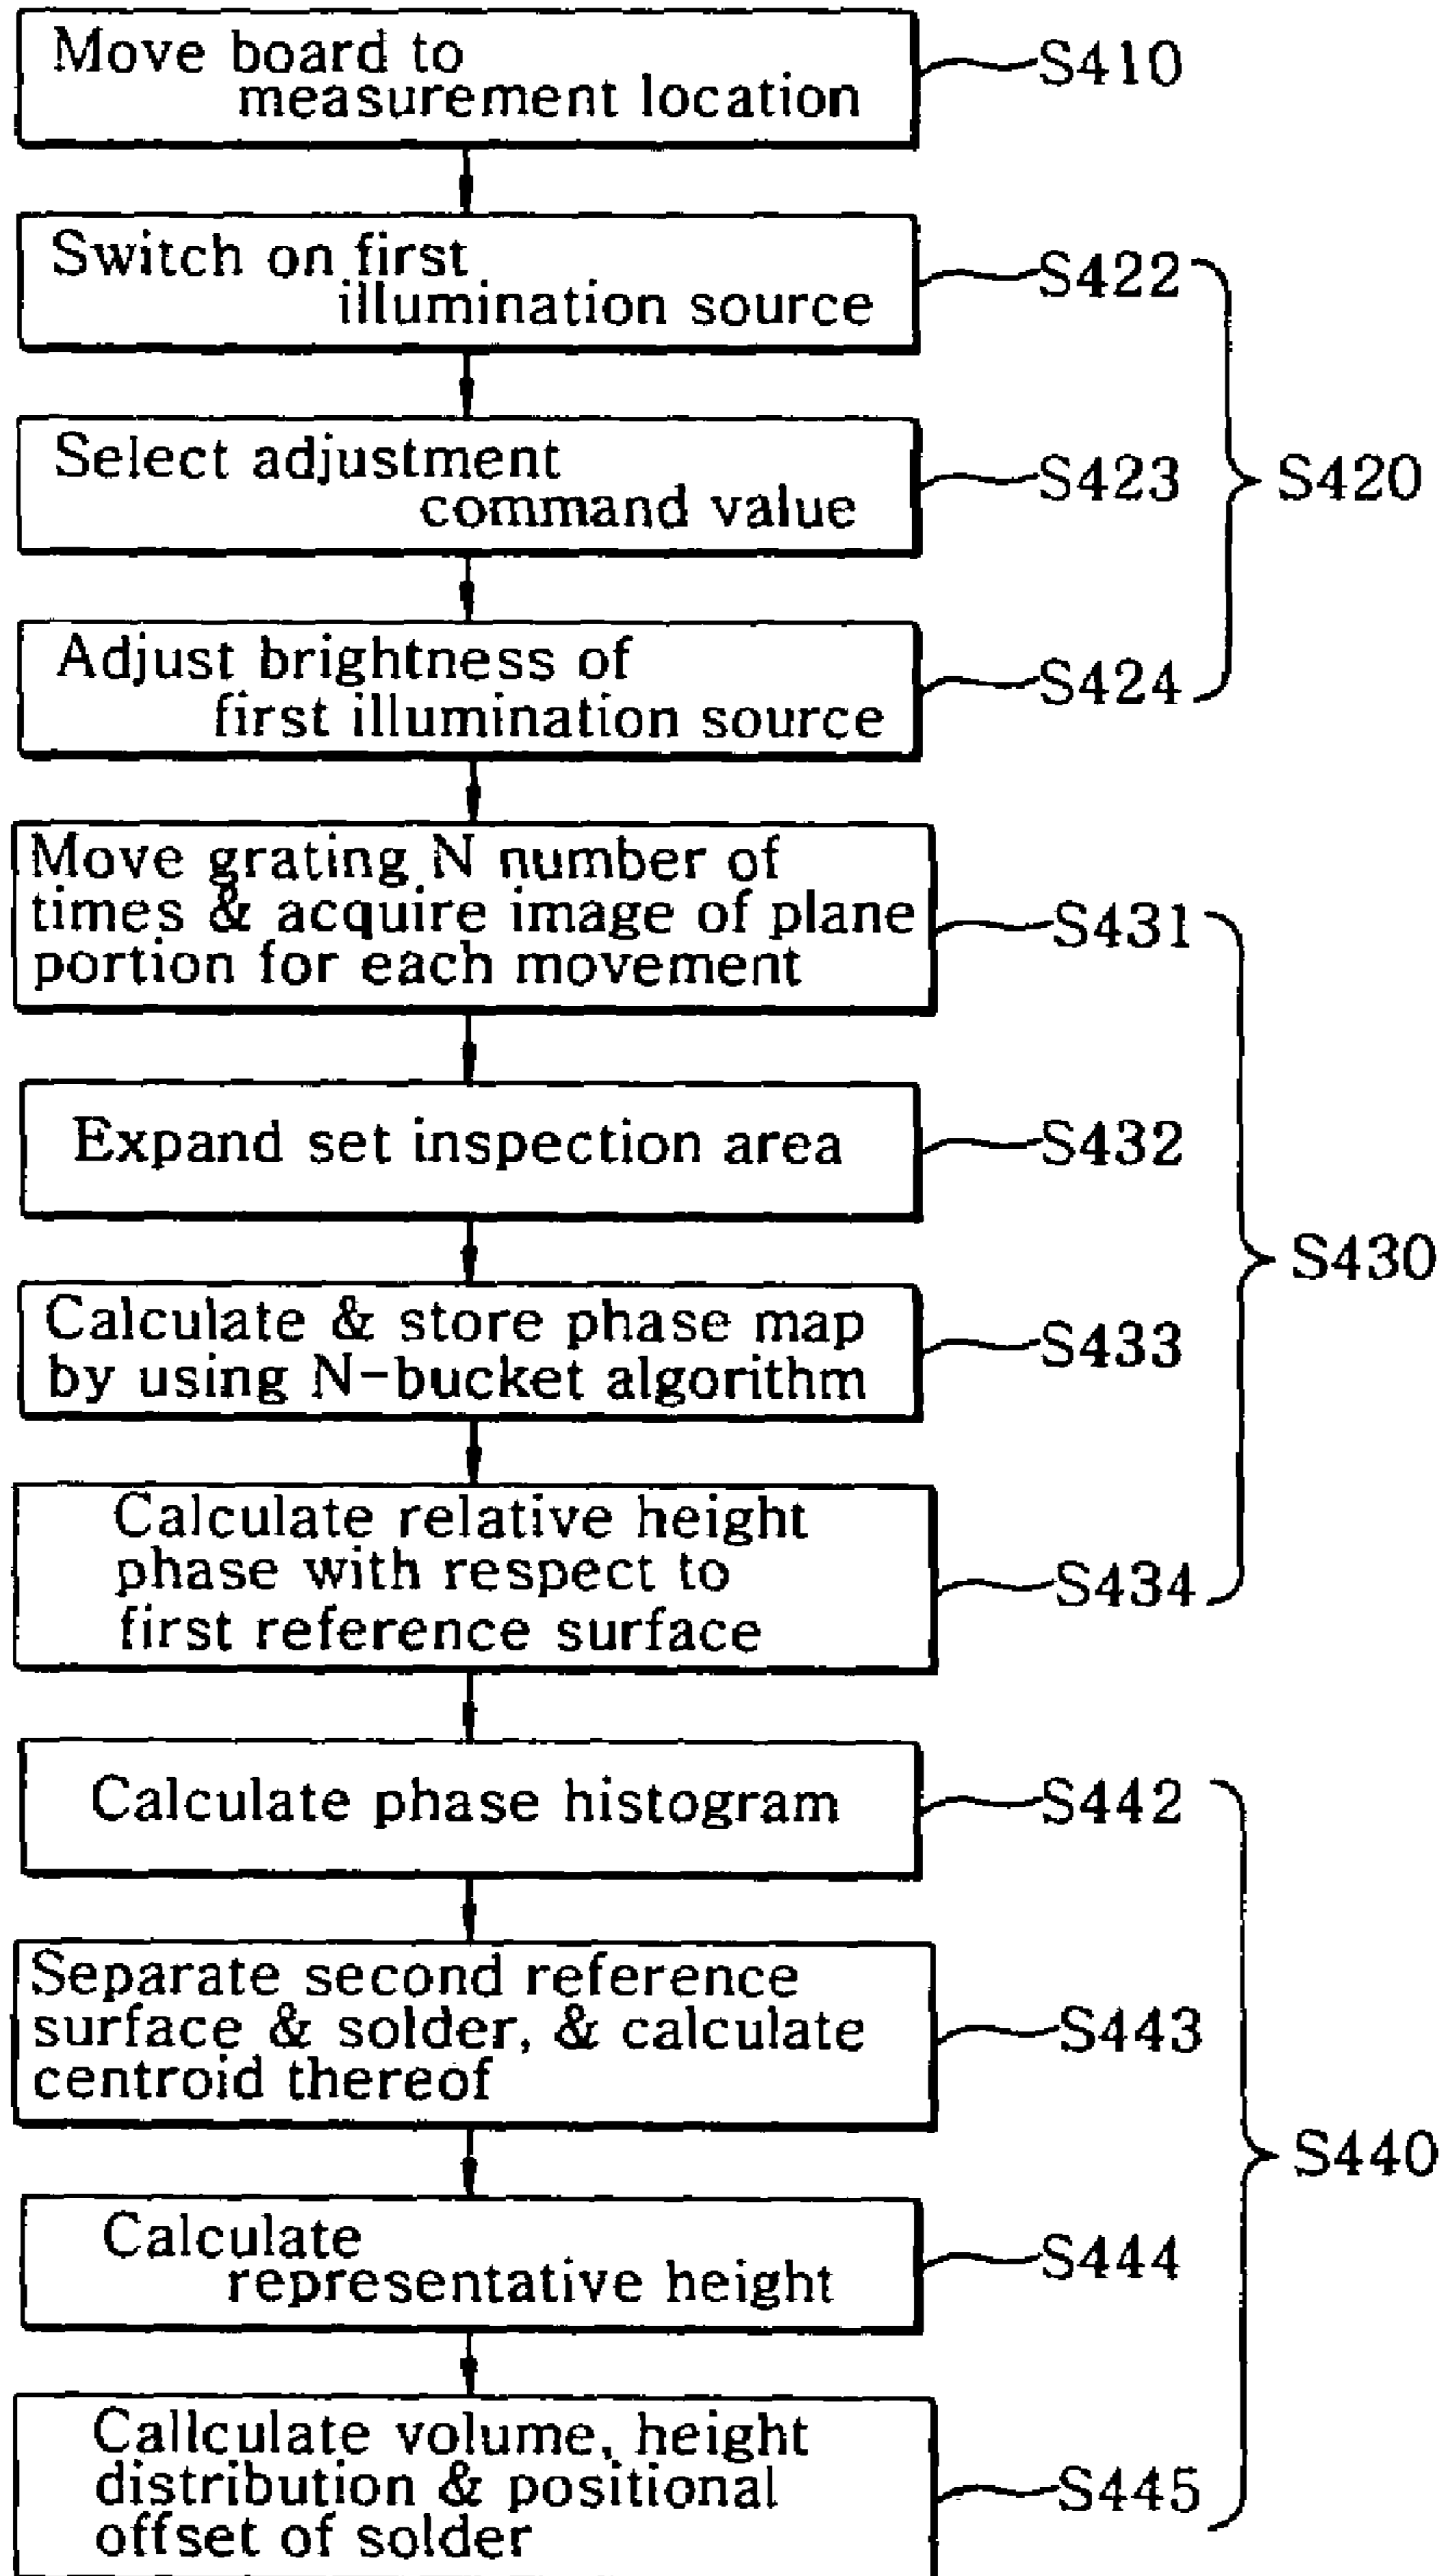 Move board to
measurement location
S410
Switch on first
illumination source
S422
Select adjustment
command value
S423
S420
Adjust brightness of
first illumination source
S424
Move grating N number of
times & acquire image of plane
portion for each movement
S431
Expand set inspection area
S432
S430
Calculate & store phase map
by using N-bucket algorithm
S433
Calculate relative height
phase with respect to
first reference surface
S434
Calculate phase histogram
S442
Separate second reference
surface & solder, & calculate
centroid thereof
S443
S440
Calculate
representative height
S444
Callculate volume, height
distribution & positional
offset of solder
S445